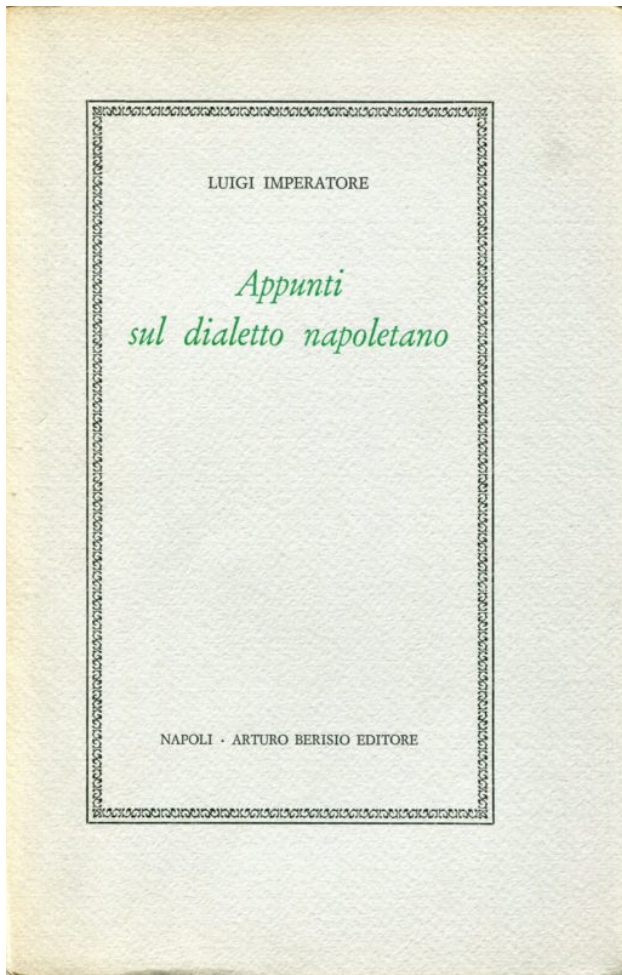 LUIGI IMPERATORE
Appunti
sul dialetto napoletano
NAPOLI · ARTURO BERISIO EDITORE